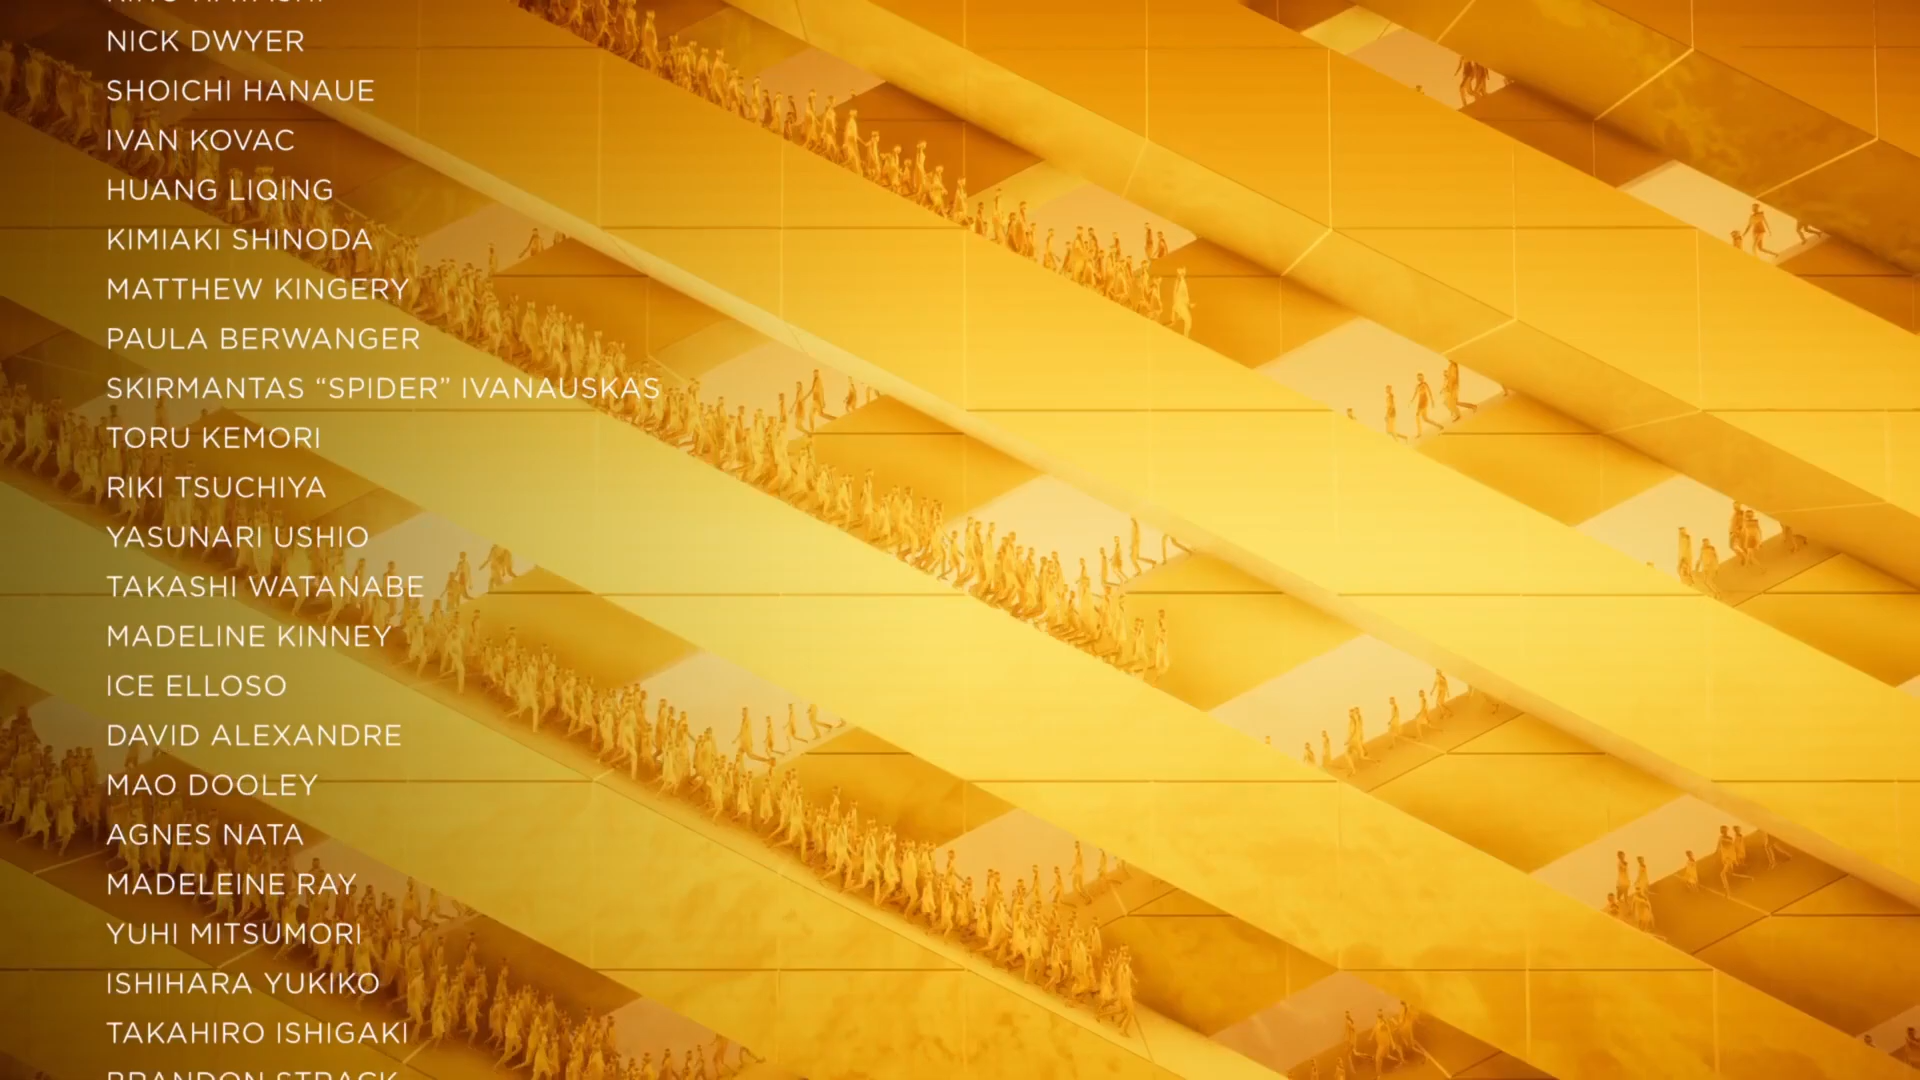 NICK DWYER
SHOICHI HANAUE
IVAN KOVAC
HUANG LIQING
KIMIAKI SHINODA
MATTHEW KINGERY
PAULA BERWANGER
SKIRMANTAS “SPIDER” IVANAUSKAS
TORU KEMORI
RIKI TSUCHIYA
YASUNARI USHIO
TAKASHI WATANABE
MADELINE KINNEY
ICE ELLOSO
DAVID ALEXANDRE
MAO DOOLEY
AGNES NATA
MADELEINE RAY
YUHI MITSUMORI
ISHIHARA YUKIKO
TAKAHIRO ISHIGAKI
BRANDON STRACK